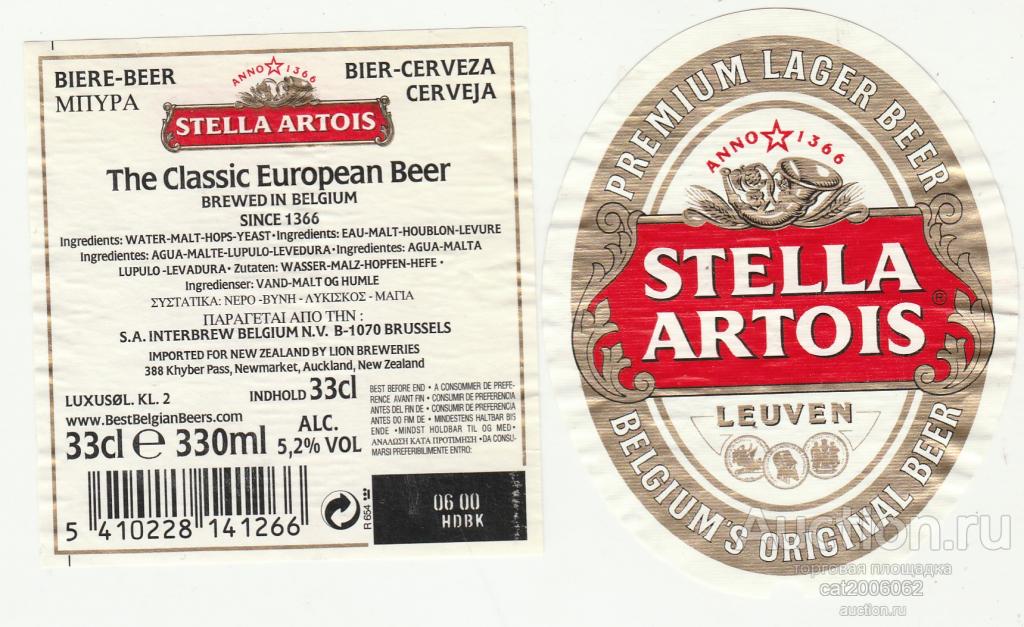 BIERE-BEER
ΜΠΥΡΑ
ANNO 1366
STELLA ARTOIS
BIER-CERVEZA
CERVEJA
The Classic European Beer
BREWED IN BELGIUM
SINCE 1366
Ingredients: WATER-MALT-HOPS-YEAST • Ingredients: EAU-MALT-HOUBLON-LEVURE
Ingredientes: AGUA-MALTE-LUPULO-LEVEDURA • Ingredientes: AGUA-MALTA
LUPULO -LEVADURA • Zutaten: WASSER-MALZ-HOPFEN-HEFE •
Ingredienser: VAND-MALT OG HUMLE
ΣΥΣΤΑΤΙΚΑ: ΝΕΡΟ -ΒΥΝΗ - ΛΥΚΙΣΚΟΣ - ΜΑΓΙΑ
ΠΑΡΑΓΕΤΑΙ ΑΠΟ ΤΗΝ :
S.A. INTERBREW BELGIUM N.V. B-1070 BRUSSELS
IMPORTED FOR NEW ZEALAND BY LION BREWERIES
388 Khyber Pass, Newmarket, Auckland, New Zealand
LUXUSØL. KL. 2
INDHOLD 33cl
www.BestBelgianBeers.com
33cl ℮ 330ml
ALC.
5,2% VOL
BEST BEFORE END • A CONSOMMER DE PREFE-
RENCE AVANT FIN • CONSUMIR DE PREFERENCIA
ANTES DEL FIN DE • CONSUMIR DE PREFERENCIA
ANTES DO FIM DE • MINDESTENS HALTBAR BIS
ENDE • MINDST HOLDBAR TIL OG MED •
ΑΝΑΛΩΣΗ ΚΑΤΑ ΠΡΟΤΙΜΗΣΗ • DA CONSU-
MARSI PREFERIBILMENTE ENTRO:
5 410228 141266
R 654
06 00
HDBK
PREMIUM LAGER BEER
ANNO 1366
STELLA
ARTOIS ®
LEUVEN
BELGIUM'S ORIGINAL BEER
Auction.ru
торговая площадка
cat2006062
auction.ru